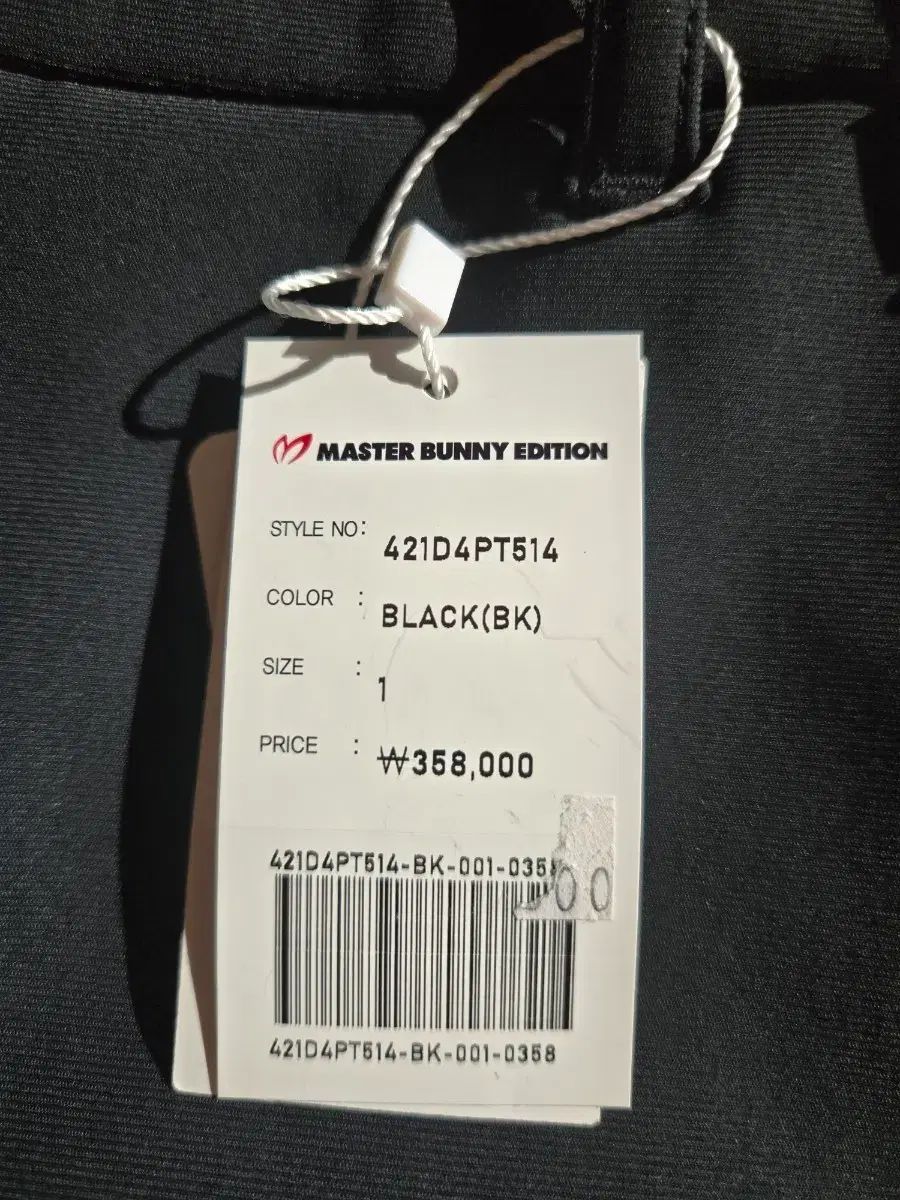 MASTER BUNNY EDITION
STYLE NO: 421D4PT514
COLOR : BLACK(BK)
SIZE : 1
PRICE : ₩358,000
421D4PT514-BK-001-0358
00
421D4PT514-BK-001-0358